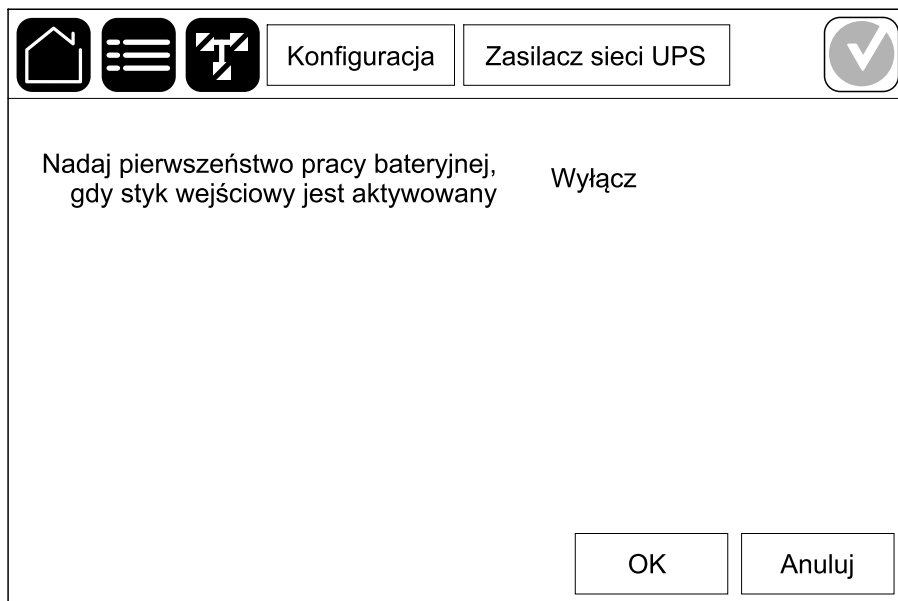 Konfiguracja
Zasilacz sieci UPS
Nadaj pierwszeństwo pracy bateryjnej,
gdy styk wejściowy jest aktywowany
Wyłącz
OK
Anuluj